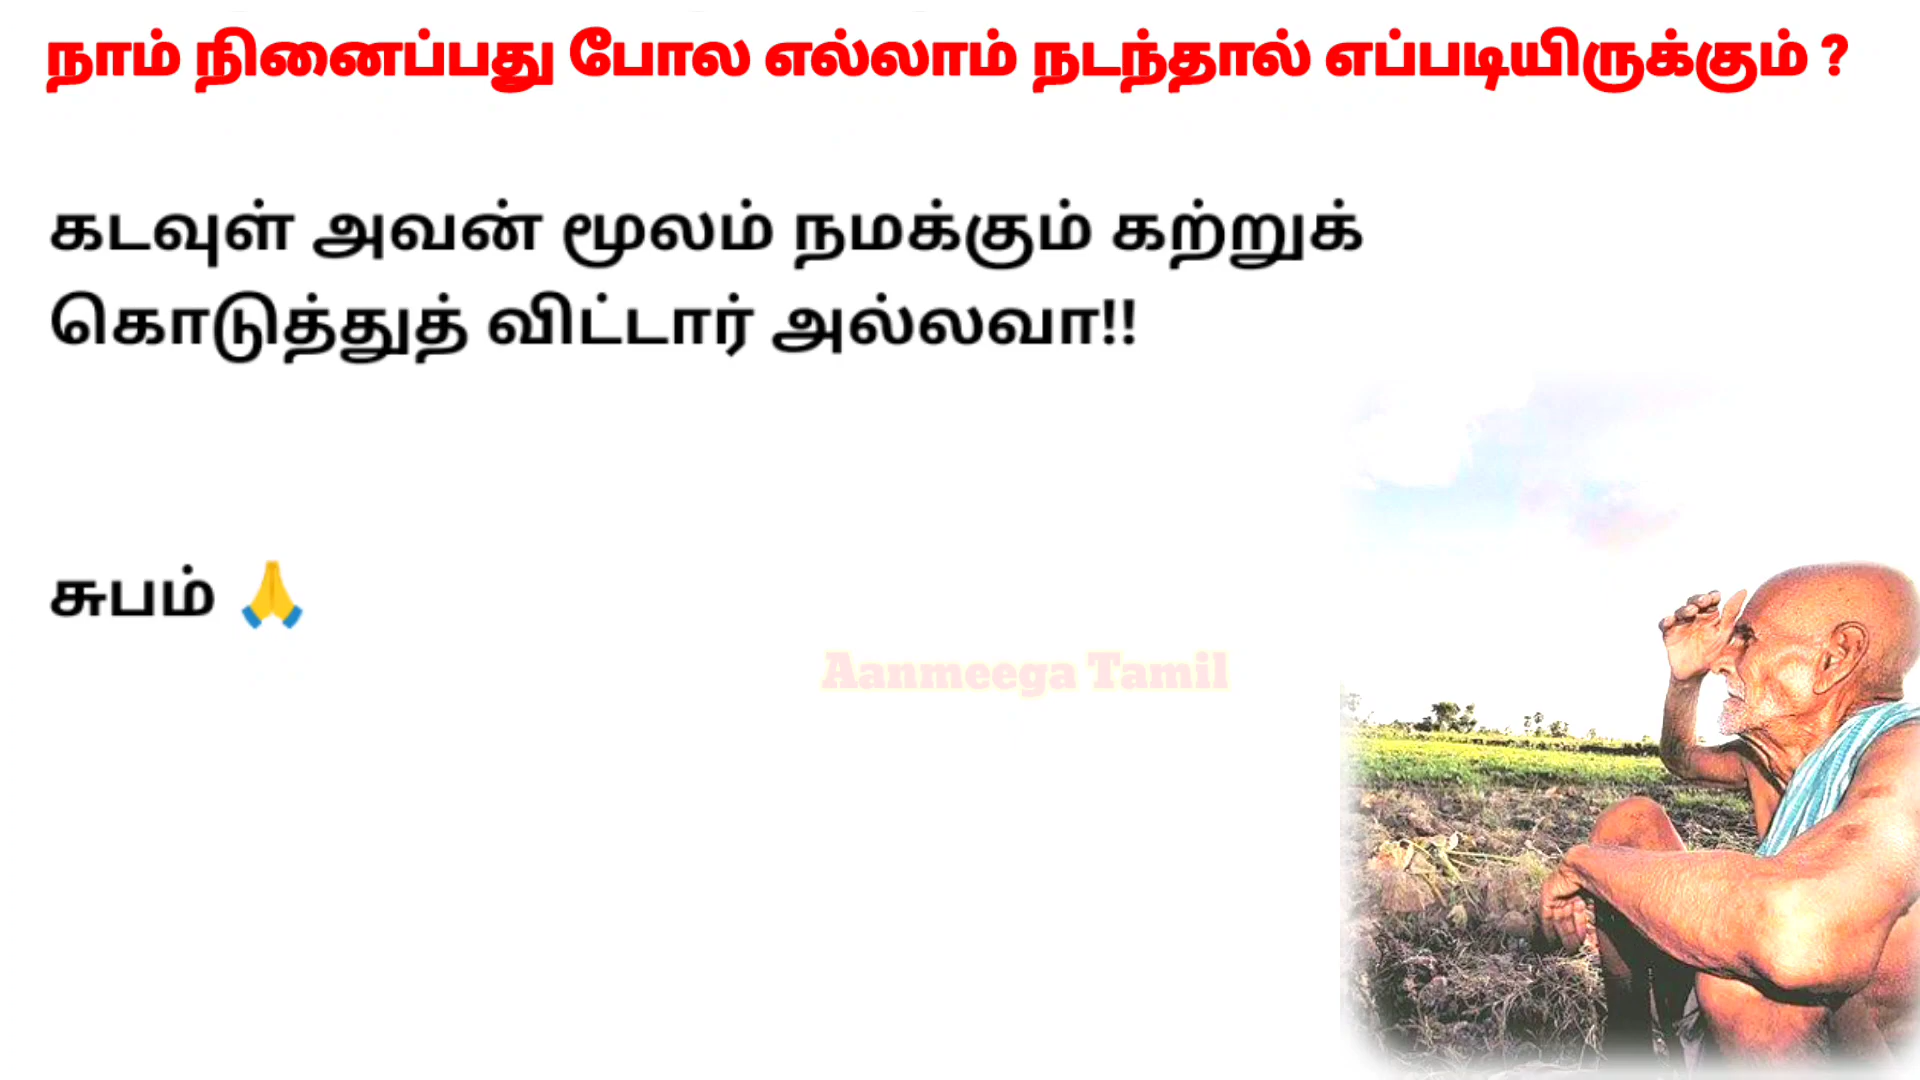 நாம் நினைப்பது போல எல்லாம் நடந்தால் எப்படியிருக்கும் ?
கடவுள் அவன் மூலம் நமக்கும் கற்றுக்
கொடுத்துத் விட்டார் அல்லவா!!
சுபம் 🙏
Aanmeega Tamil